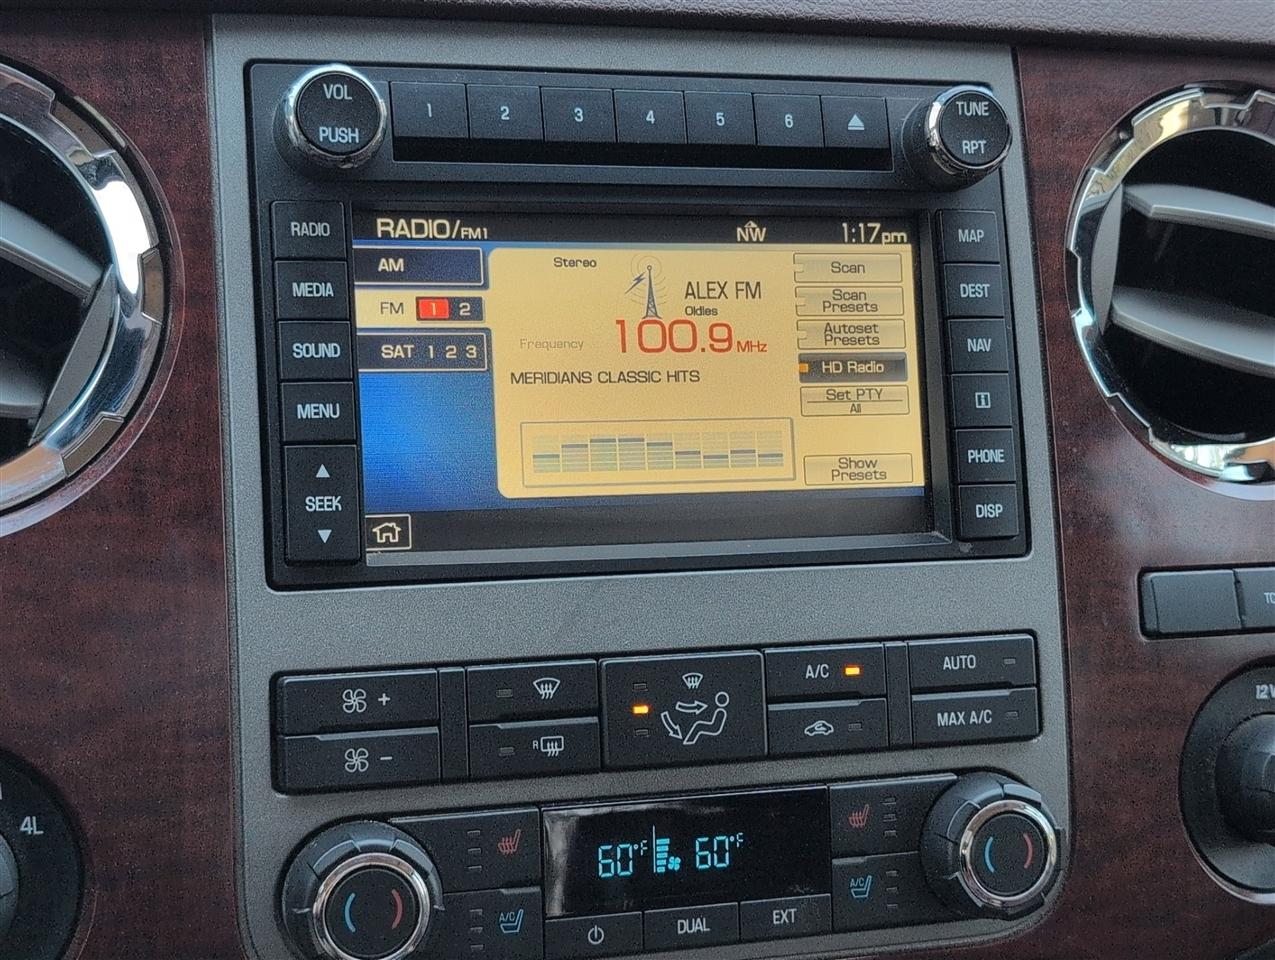 VOL
PUSH
1 2 3 4 5 6
TUNE
RPT
RADIO
MEDIA
SOUND
MENU
SEEK
RADIO/FM1
NW
1:17pm
AM
FM 1 2
SAT 1 2 3
Stereo
ALEX FM
Oldies
Frequency 100.9 MHz
MERIDIANS CLASSIC HITS
Scan
Scan
Presets
Autoset
Presets
HD Radio
Set PTY
All
Show
Presets
MAP
DEST
NAV
i
PHONE
DISP
+
−
R
A/C
AUTO
MAX A/C
4L
60°F 60°F
A/C
A/C
DUAL
EXT
12V